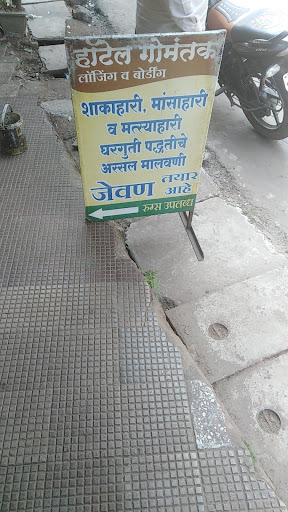 हॉटेल गोमंतक
लॉजिंग व बोर्डींग
शाकाहारी, मांसाहारी
व मत्स्याहारी
घरगुती पद्धतीचे
अस्सल मालवणी
जेवण तयार आहे
रुम्स उपलब्ध